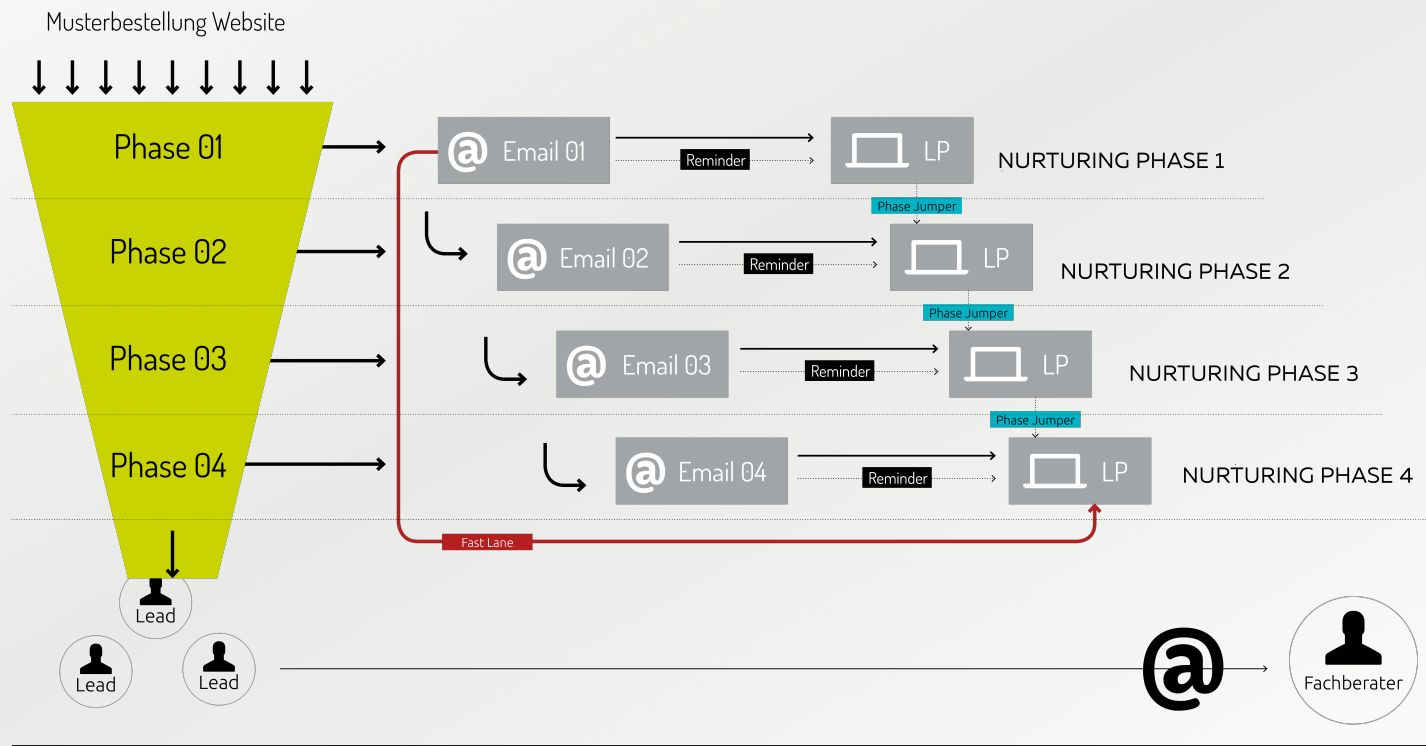 Musterbestellung Website
Phase 01
Email 01
Reminder
LP
NURTURING PHASE 1
Phase Jumper
Phase 02
Email 02
Reminder
LP
NURTURING PHASE 2
Phase Jumper
Phase 03
Email 03
Reminder
LP
NURTURING PHASE 3
Phase Jumper
Phase 04
Email 04
Reminder
LP
NURTURING PHASE 4
Fast Lane
Lead
Lead
Lead
@
Fachberater